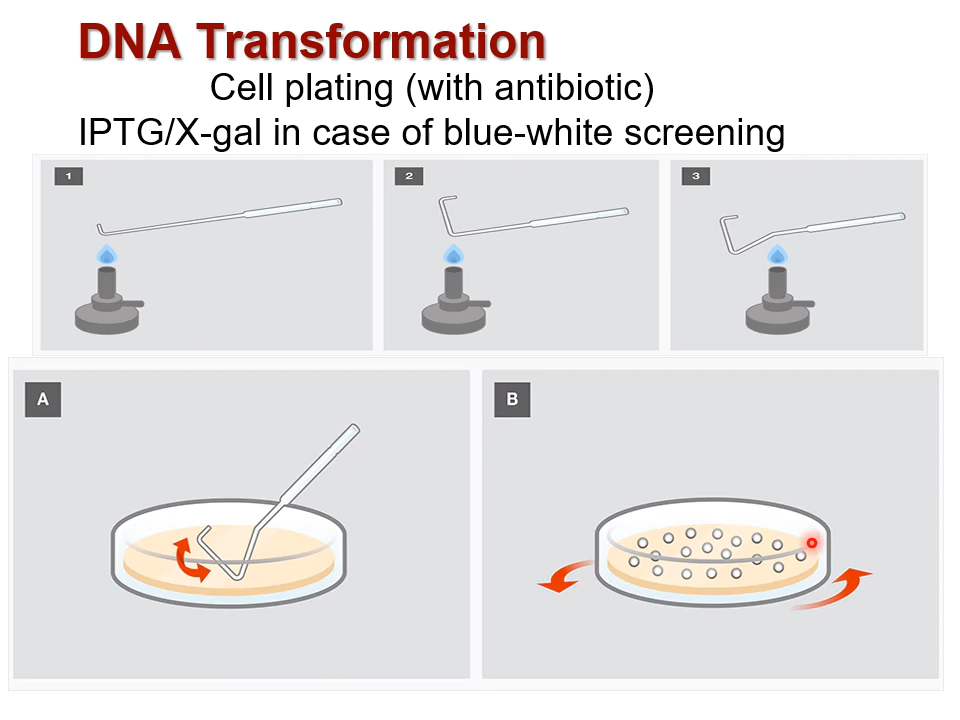 DNA Transformation
Cell plating (with antibiotic)
IPTG/X-gal in case of blue-white screening
1
2
3
A
B